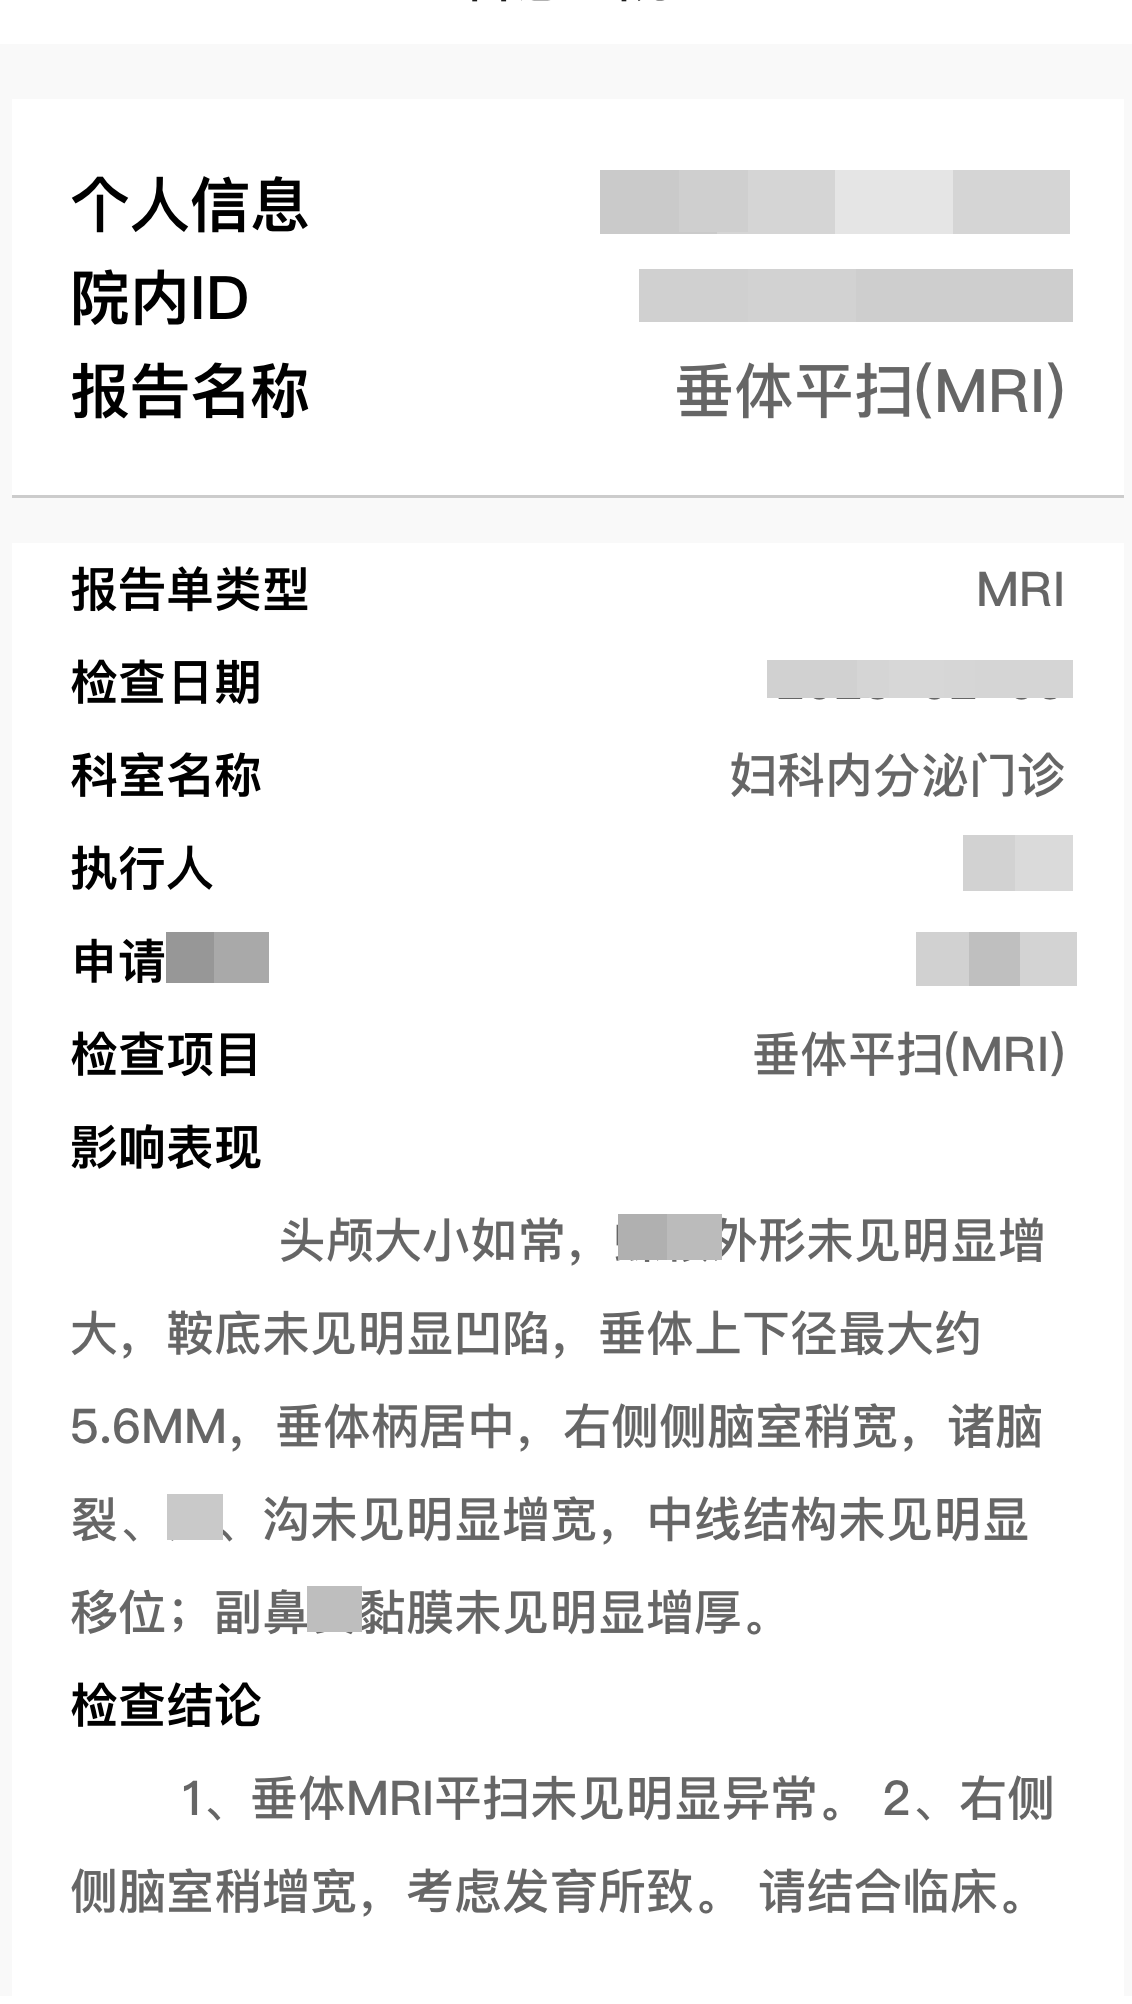 个人信息
院内ID
报告名称 垂体平扫(MRI)
报告单类型 MRI
检查日期
科室名称 妇科内分泌门诊
执行人
申请
检查项目 垂体平扫(MRI)
影响表现
头颅大小如常，外形未见明显增
大，鞍底未见明显凹陷，垂体上下径最大约
5.6MM，垂体柄居中，右侧侧脑室稍宽，诸脑
裂、、沟未见明显增宽，中线结构未见明显
移位；副鼻黏膜未见明显增厚。
检查结论
1、垂体MRI平扫未见明显异常。 2、右侧
侧脑室稍增宽，考虑发育所致。 请结合临床。